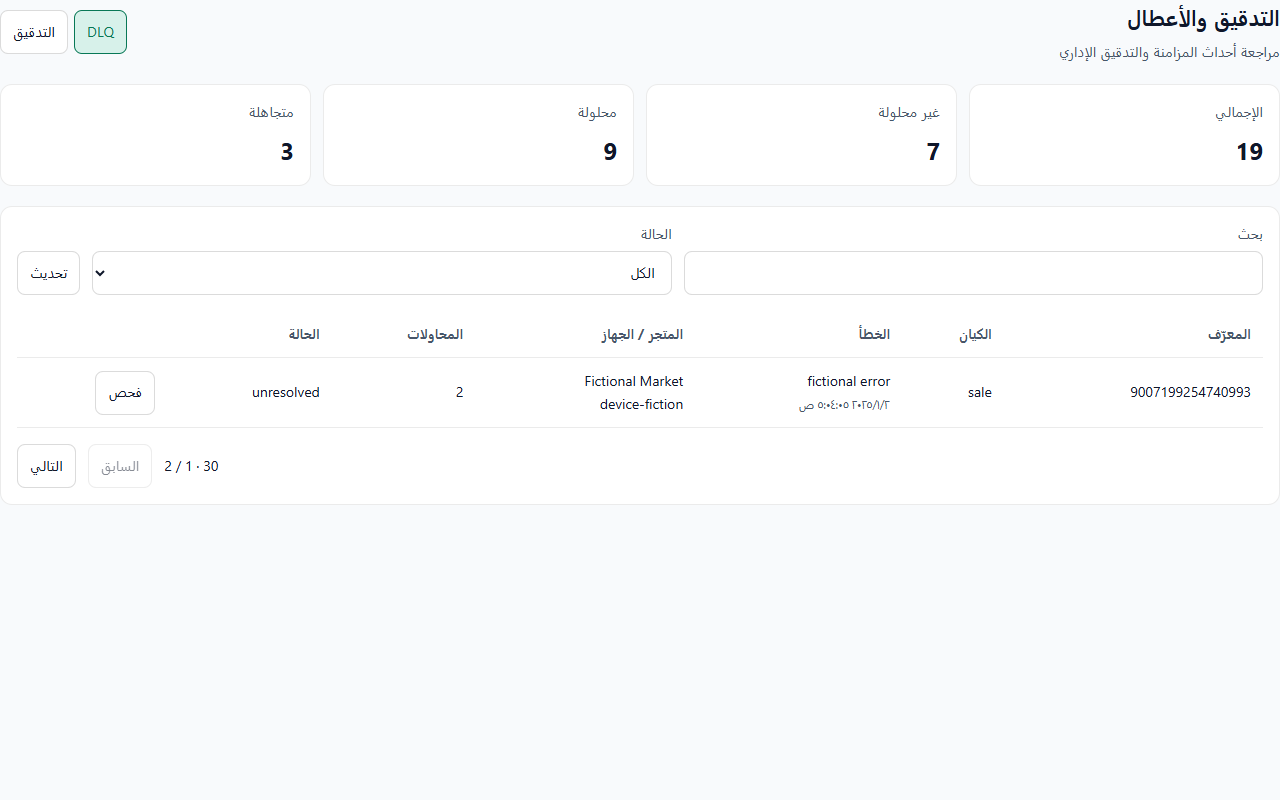 التدقيق والأعطال
مراجعة أحداث المزامنة والتدقيق الإداري
DLQ
التدقيق
الإجمالي
19
غير محلولة
7
محلولة
9
متجاهلة
3
بحث
الحالة
الكل
تحديث
المعرّف
الكيان
الخطأ
المتجر / الجهاز
المحاولات
الحالة
9007199254740993
sale
fictional error
٢‏/١‏/٢٠٢٥ ٥:٠٤:٠٥ ص
Fictional Market
device-fiction
2
unresolved
فحص
2 / 1 · 30
السابق
التالي